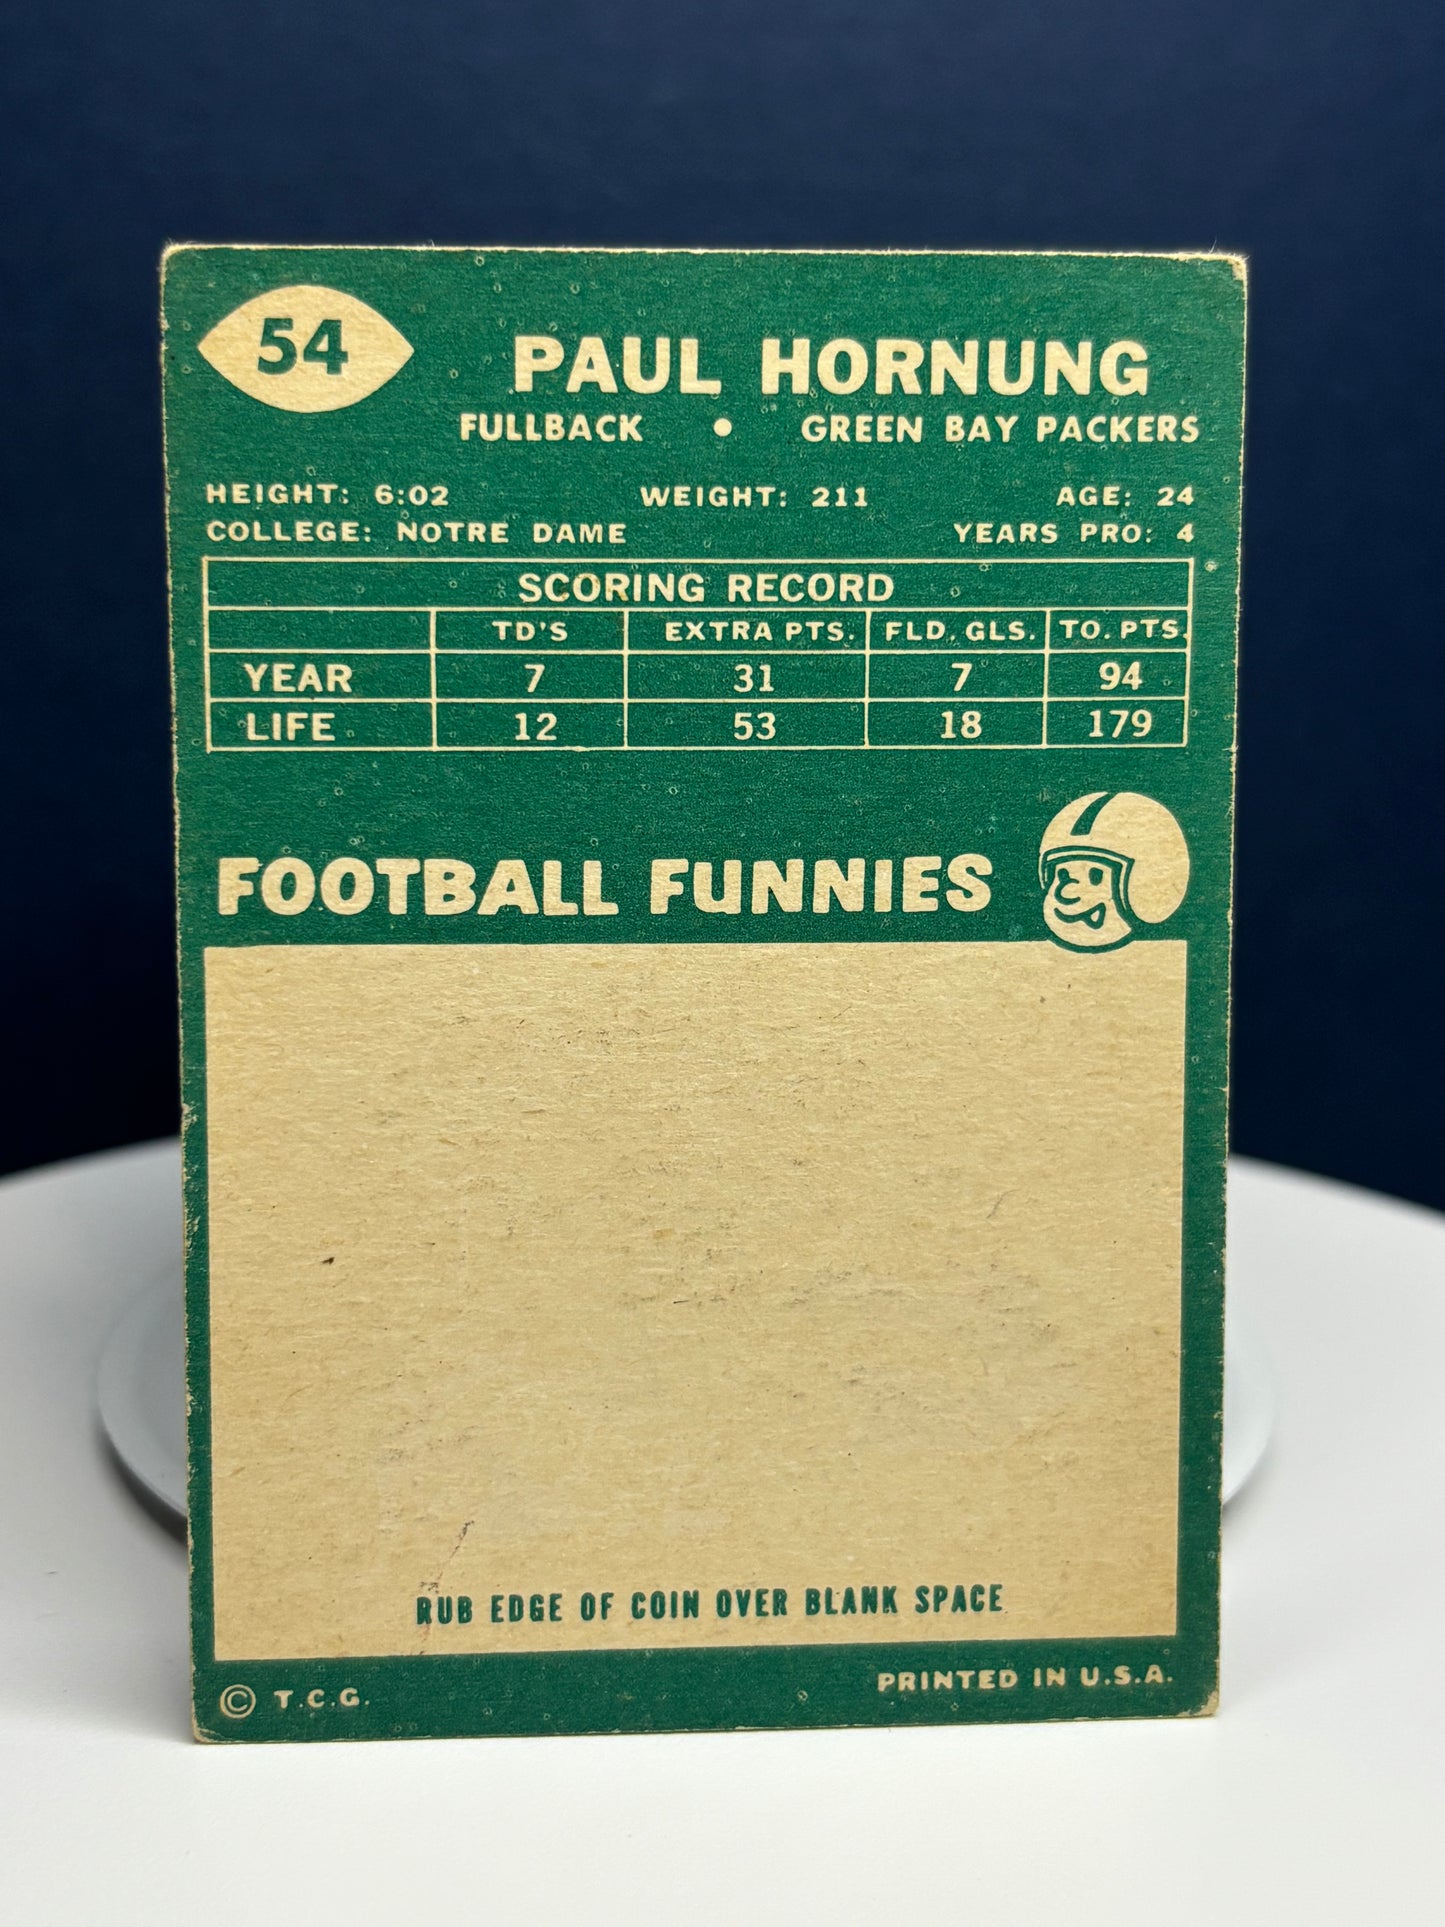 54
PAUL HORNUNG
FULLBACK • GREEN BAY PACKERS
HEIGHT: 6:02 WEIGHT: 211 AGE: 24
COLLEGE: NOTRE DAME YEARS PRO: 4
SCORING RECORD
TD'S EXTRA PTS. FLD. GLS. TO. PTS.
YEAR 7 31 7 94
LIFE 12 53 18 179
FOOTBALL FUNNIES
RUB EDGE OF COIN OVER BLANK SPACE
© T.C.G. PRINTED IN U.S.A.